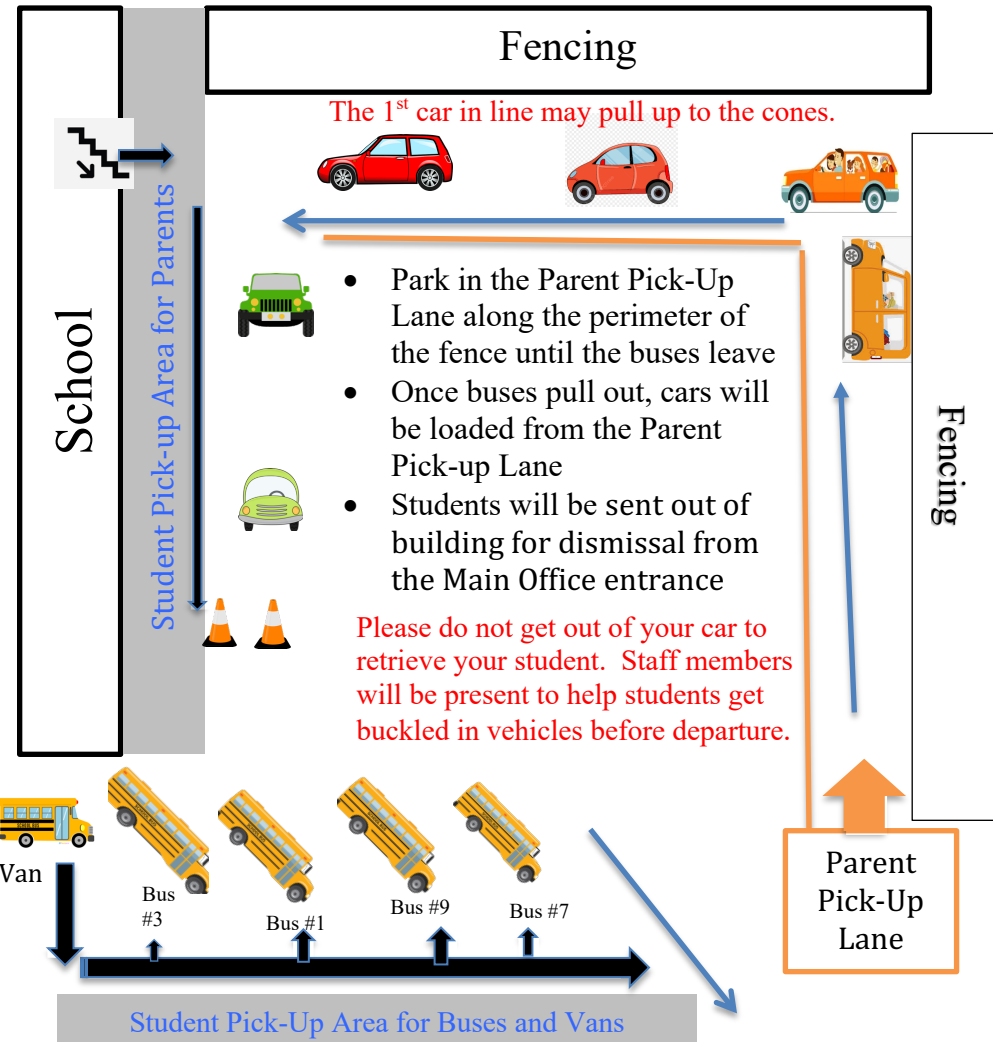 Fencing
The 1st car in line may pull up to the cones.
School
Student Pick-up Area for Parents
• Park in the Parent Pick-Up
Lane along the perimeter of
the fence until the buses leave
• Once buses pull out, cars will
be loaded from the Parent
Pick-up Lane
• Students will be sent out of
building for dismissal from
the Main Office entrance
Please do not get out of your car to
retrieve your student. Staff members
will be present to help students get
buckled in vehicles before departure.
Fencing
Parent
Pick-Up
Lane
Van
Bus
#3
Bus #1
Bus #9
Bus #7
Student Pick-Up Area for Buses and Vans